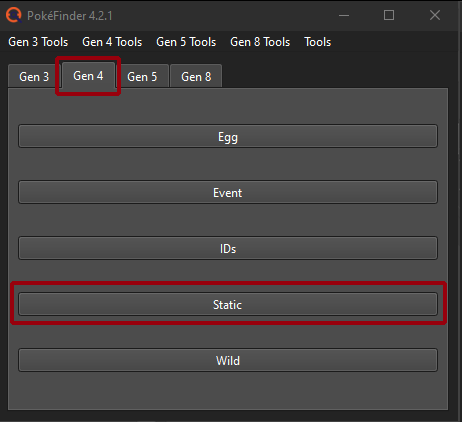 PokéFinder 4.2.1
Gen 3 Tools Gen 4 Tools Gen 5 Tools Gen 8 Tools Tools
Gen 3 Gen 4 Gen 5 Gen 8
Egg
Event
IDs
Static
Wild